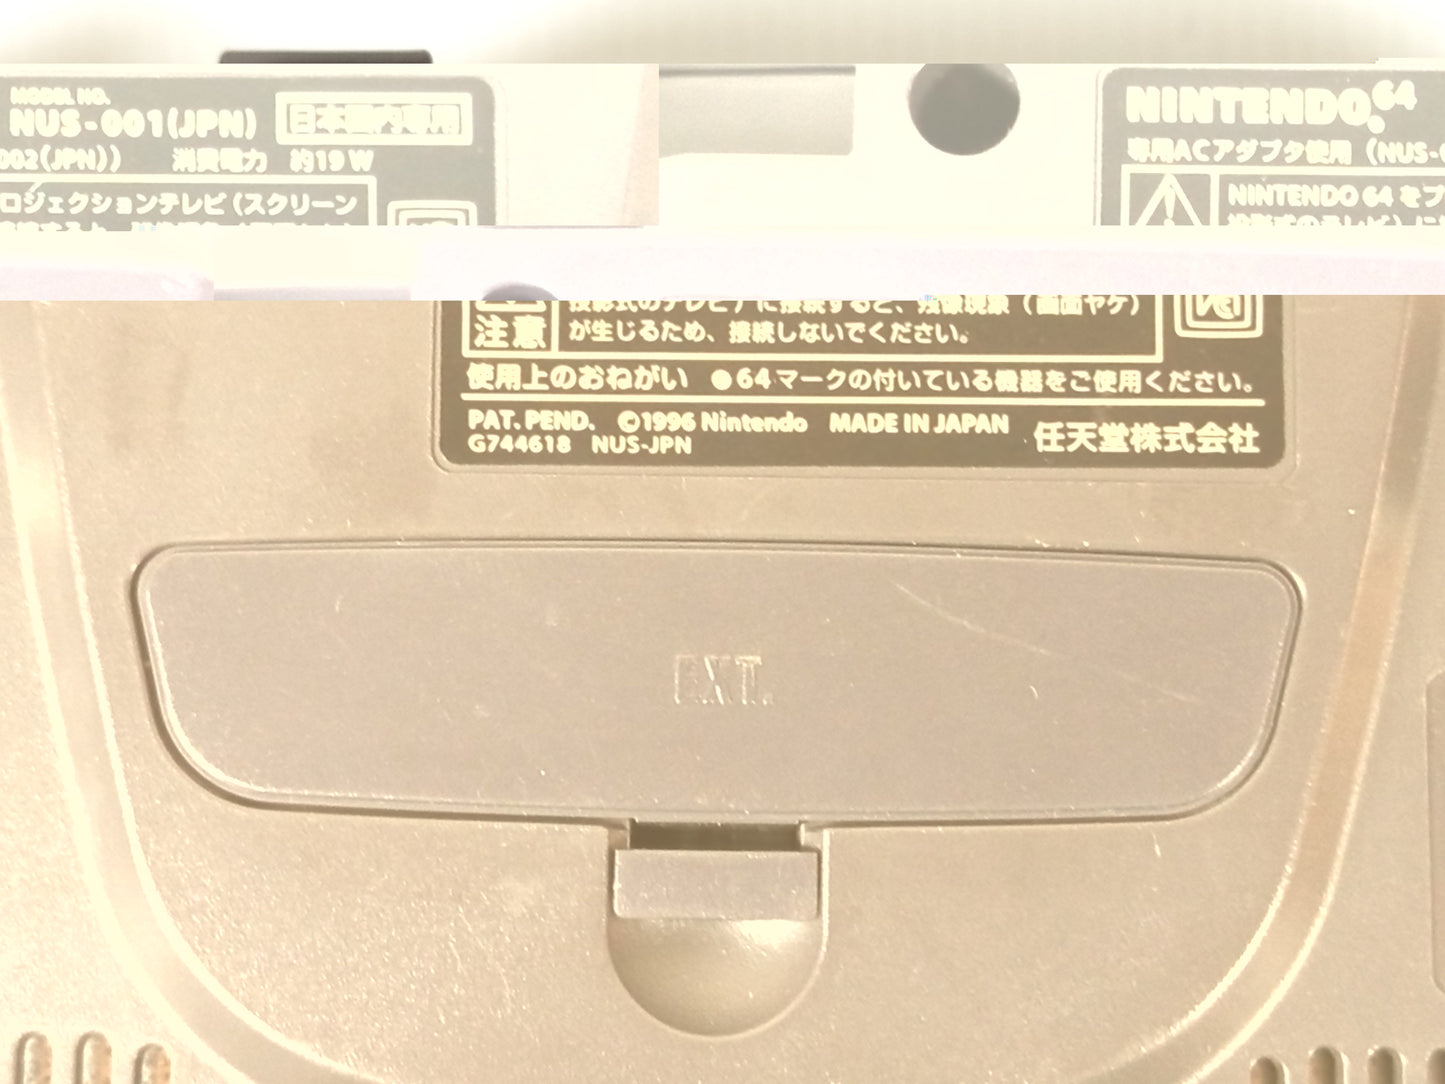 MODEL NO.
NUS-001(JPN) 日本国内専用
002(JPN)) 消費電力 約19W
ロジェクションテレビ(スクリーン
NINTENDO 64
専用ACアダプタ使用 (NUS-
NINTENDO 64 をプ
投影式のテレビ)に接続すると、残像現象(画面ヤケ)
注意 が生じるため、接続しないでください。
使用上のおねがい ●64マークの付いている機器をご使用ください。
PAT. PEND. ©1996 Nintendo MADE IN JAPAN 任天堂株式会社
G744618 NUS-JPN
EXT.